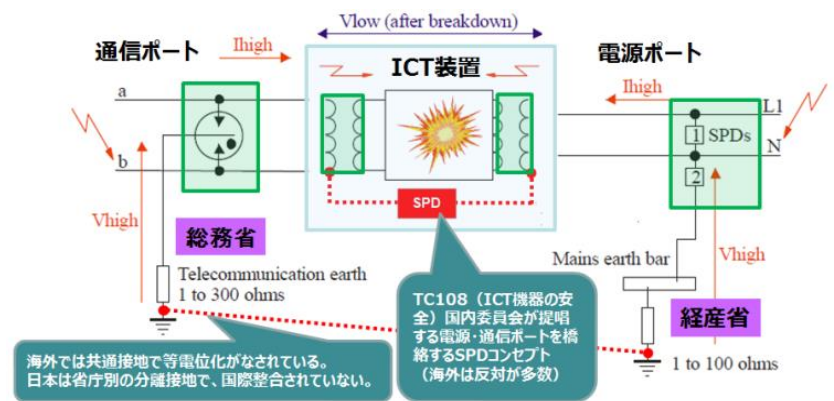 Vlow (after breakdown)
通信ポート
Ihigh
ICT装置
電源ポート
Ihigh
a
L1
1
SPDs
b
N
2
SPD
Vhigh
総務省
Vhigh
Mains earth bar
Telecommunication earth
1 to 300 ohms
TC108（ICT機器の安
全）国内委員会が提唱
する電源・通信ポートを橋
絡するSPDコンセプト
（海外は反対が多数）
経産省
海外では共通接地で等電位化がなされている。
日本は省庁別の分離接地で、国際整合されていない。
1 to 100 ohms